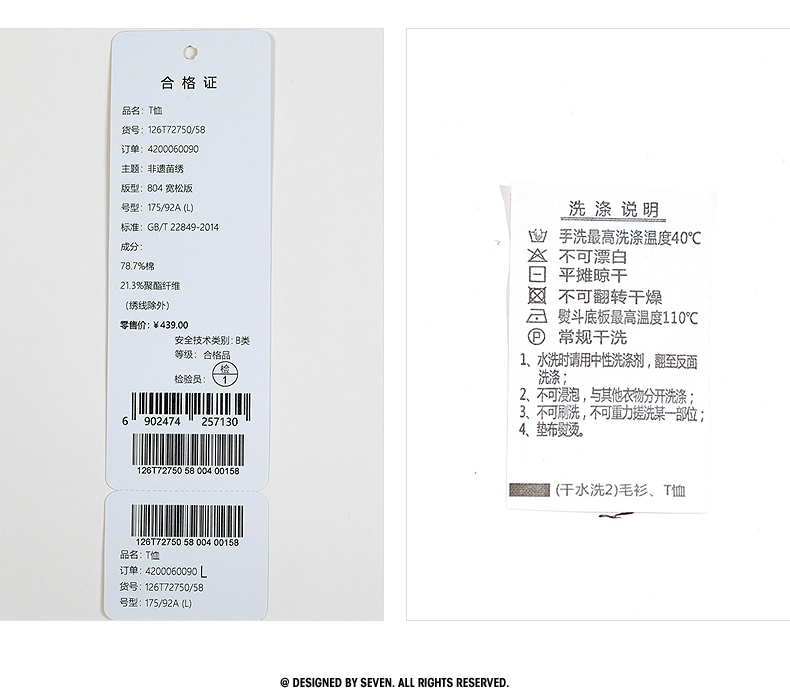 合格证
品名：T恤
货号：126T72750/58
订单：4200060090
主题：非遗苗绣
版型：804 宽松版
号型：175/92A (L)
标准：GB/T 22849-2014
成分：
78.7%棉
21.3%聚酯纤维
（绣线除外）
零售价：¥439.00
安全技术类别：B类
等级：合格品
检验员：检 1
6 902474 257130
126T72750 58 004 00158
126T72750 58 004 00158
品名：T恤
订单：4200060090 L
货号：126T72750/58
号型：175/92A (L)
洗涤说明
手洗最高洗涤温度40℃
不可漂白
平摊晾干
不可翻转干燥
熨斗底板最高温度110℃
P 常规干洗
1、水洗时请用中性洗涤剂，翻至反面
洗涤；
2、不可浸泡，与其他衣物分开洗涤；
3、不可刷洗，不可重力搓洗某一部位；
4、垫布熨烫。
(干水洗2)毛衫、T恤
@ DESIGNED BY SEVEN. ALL RIGHTS RESERVED.